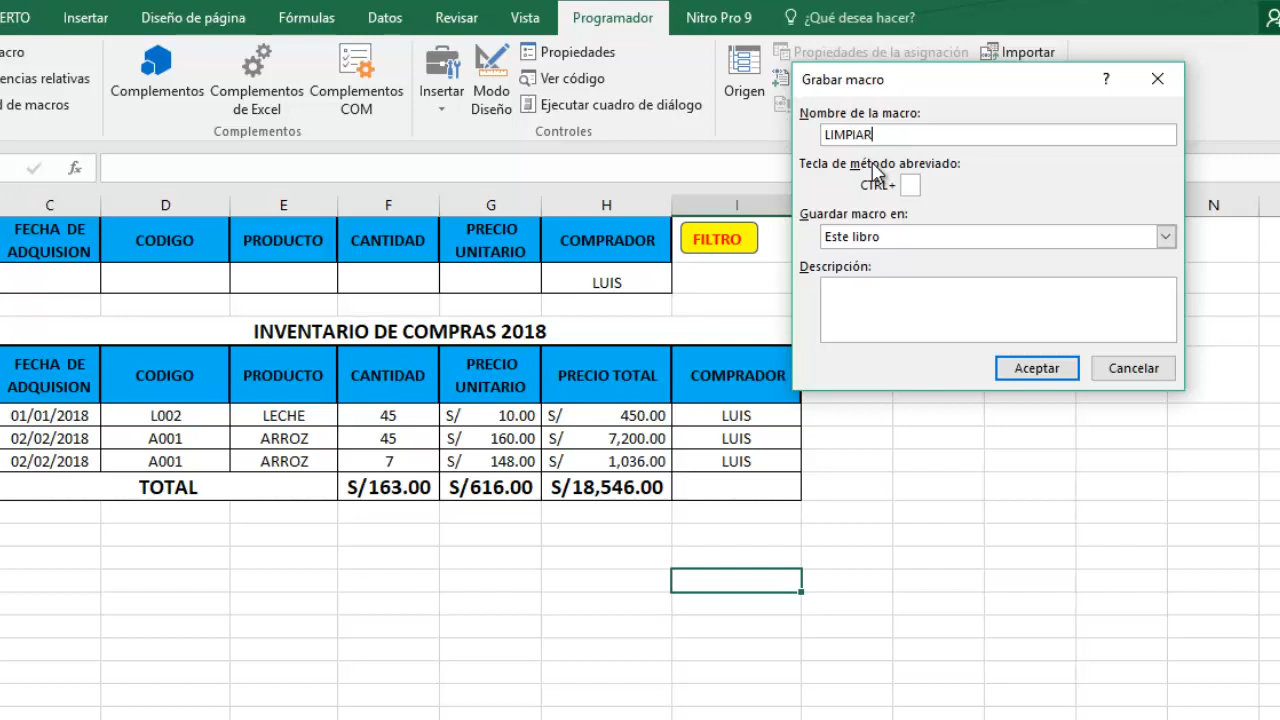 ERTO Insertar Diseño de página Fórmulas Datos Revisar Vista Programador Nitro Pro 9 ¿Qué desea hacer?
acro
encias relativas
d de macros
Complementos
Complementos de Excel
Complementos COM
Complementos
Insertar
Modo Diseño
Propiedades
Ver código
Ejecutar cuadro de diálogo
Controles
Origen
Propiedades de la asignación
Importar
Grabar macro ?
Nombre de la macro:
LIMPIAR
Tecla de método abreviado:
CTRL+
Guardar macro en:
Este libro
Descripción:
Aceptar Cancelar
fx
C D E F G H I N
FECHA DE ADQUISION CODIGO PRODUCTO CANTIDAD PRECIO UNITARIO COMPRADOR FILTRO
LUIS
INVENTARIO DE COMPRAS 2018
FECHA DE ADQUISION CODIGO PRODUCTO CANTIDAD PRECIO UNITARIO PRECIO TOTAL COMPRADOR
01/01/2018 L002 LECHE 45 S/ 10.00 S/ 450.00 LUIS
02/02/2018 A001 ARROZ 45 S/ 160.00 S/ 7,200.00 LUIS
02/02/2018 A001 ARROZ 7 S/ 148.00 S/ 1,036.00 LUIS
TOTAL S/163.00 S/616.00 S/18,546.00